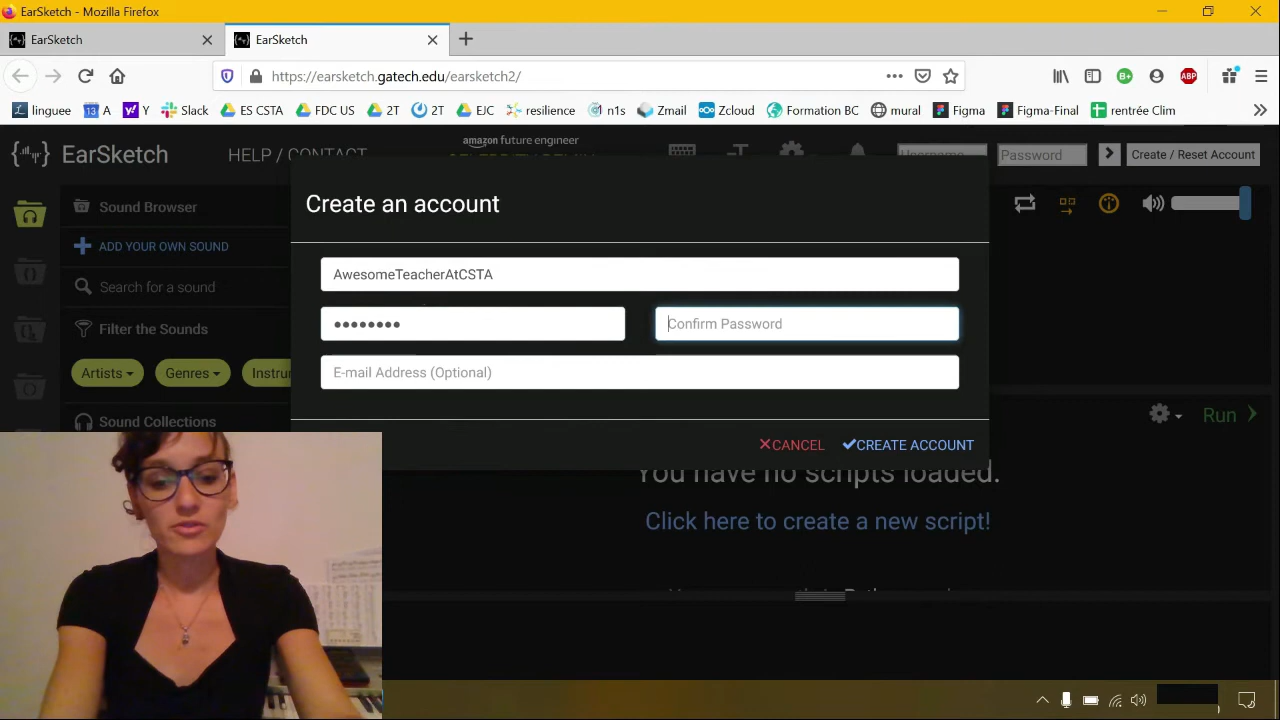 EarSketch - Mozilla Firefox
EarSketch
EarSketch
https://earsketch.gatech.edu/earsketch2/
linguee 13 A Y Slack ES CSTA FDC US 2T 2T EJC resilience n1s Zmail Zcloud Formation BC mural Figma Figma-Final rentrée Clim
B+ ABP
amazon future engineer
EarSketch HELP / CONTACT Password Create / Reset Account
Create an account
Sound Browser
ADD YOUR OWN SOUND
AwesomeTeacherAtCSTA
Search for a sound
Confirm Password
Filter the Sounds
E-mail Address (Optional)
Artists Genres Instrum
Sound Collections
Run
CANCEL CREATE ACCOUNT
You have no scripts loaded.
Click here to create a new script!